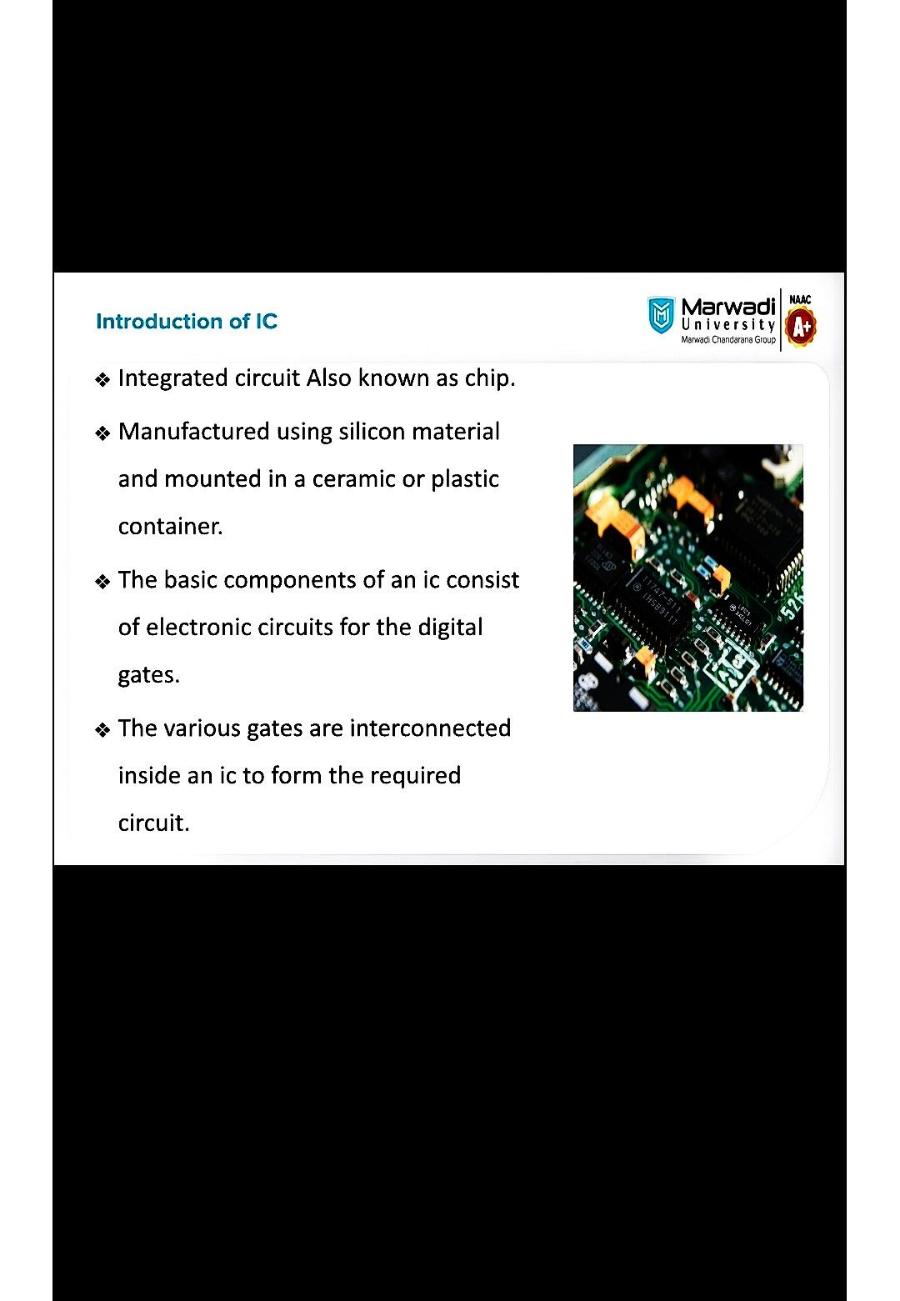 Introduction of IC
Marwadi
University
Marwadi Chandarana Group
NAAC
A+
❖ Integrated circuit Also known as chip.
❖ Manufactured using silicon material
and mounted in a ceramic or plastic
container.
❖ The basic components of an ic consist
of electronic circuits for the digital
gates.
❖ The various gates are interconnected
inside an ic to form the required
circuit.